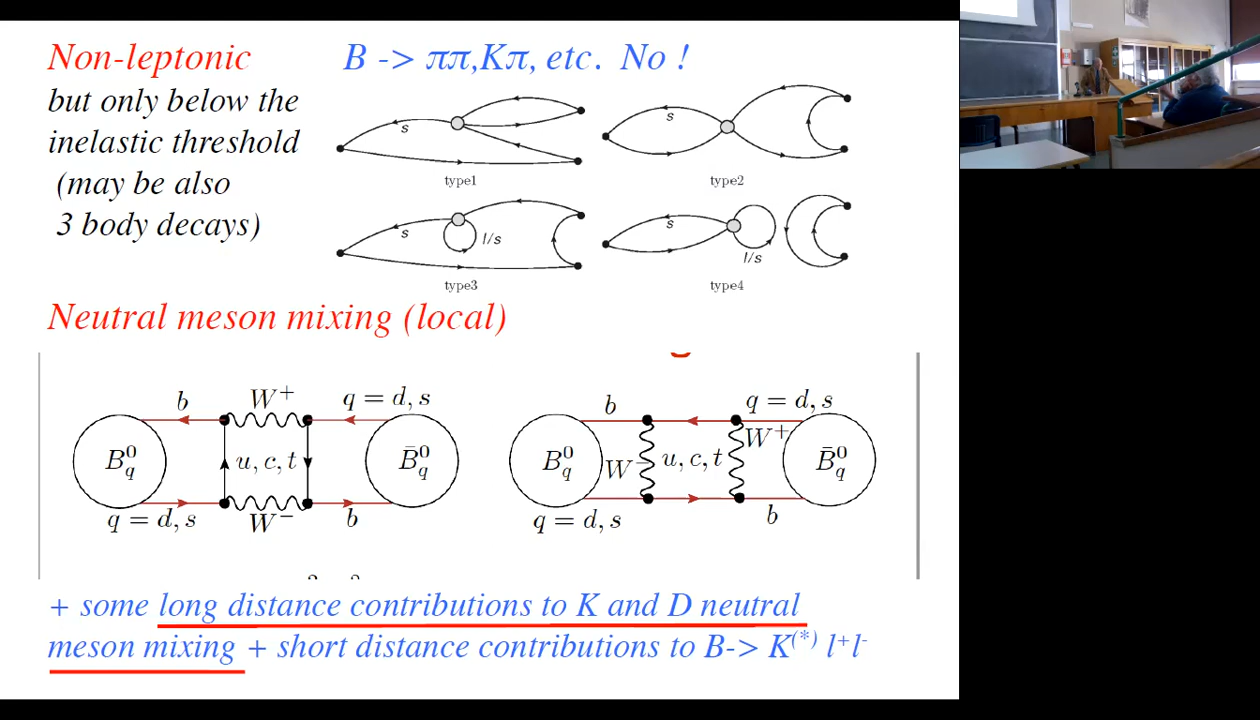 Non-leptonic
but only below the
inelastic threshold
(may be also
3 body decays)
B -> ππ,Kπ, etc. No !
s
type1
s
type2
s
l/s
type3
s
l/s
type4
Neutral meson mixing (local)
b W⁺ q = d, s
B⁰q u, c, t B̄⁰q
q = d, s W⁻ b
b q = d, s
W⁺
B⁰q W⁻ u, c, t B̄⁰q
q = d, s b
+ some long distance contributions to K and D neutral
meson mixing + short distance contributions to B-> K⁽*⁾ l⁺l⁻